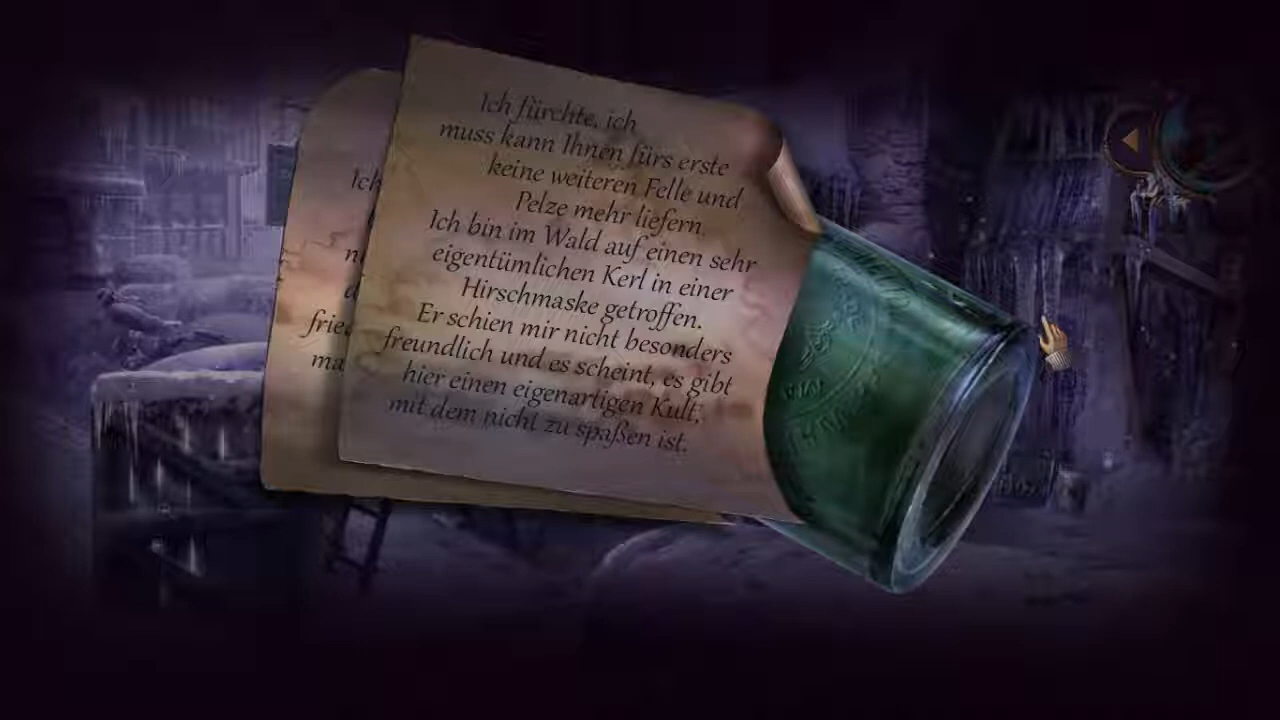 Ich fürchte, ich
muss kann Ihnen fürs erste
keine weiteren Felle und
Pelze mehr liefern.
Ich bin im Wald auf einen sehr
eigentümlichen Kerl in einer
Hirschmaske getroffen.
Er schien mir nicht besonders
freundlich und es scheint, es gibt
hier einen eigenartigen Kult,
mit dem nicht zu spaßen ist.
Ich